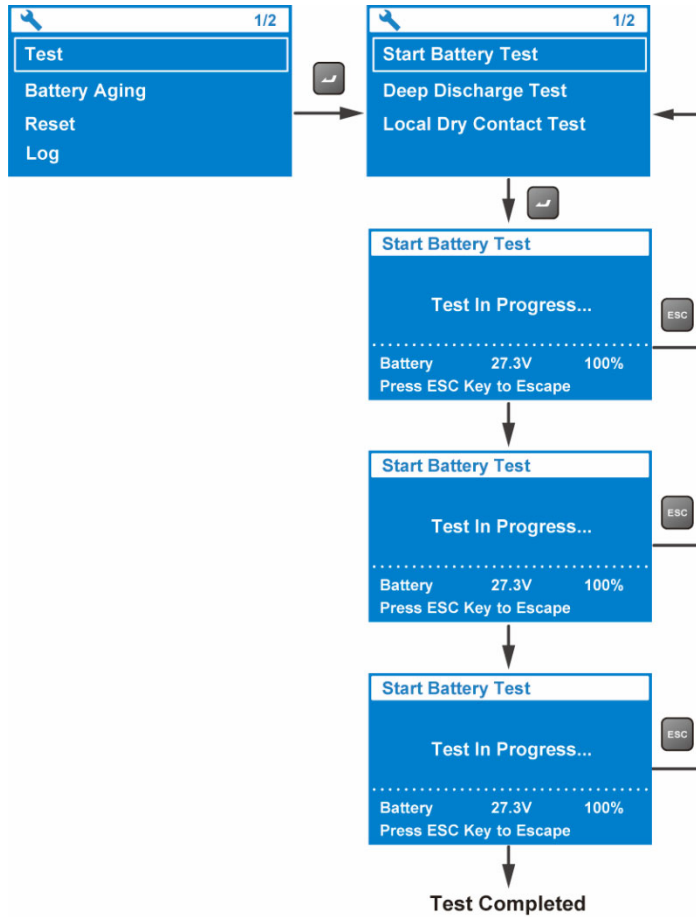 1/2
Test
Battery Aging
Reset
Log
1/2
Start Battery Test
Deep Discharge Test
Local Dry Contact Test
Start Battery Test
Test In Progress...
ESC
Battery 27.3V 100%
Press ESC Key to Escape
Start Battery Test
Test In Progress...
ESC
Battery 27.3V 100%
Press ESC Key to Escape
Start Battery Test
Test In Progress...
ESC
Battery 27.3V 100%
Press ESC Key to Escape
Test Completed